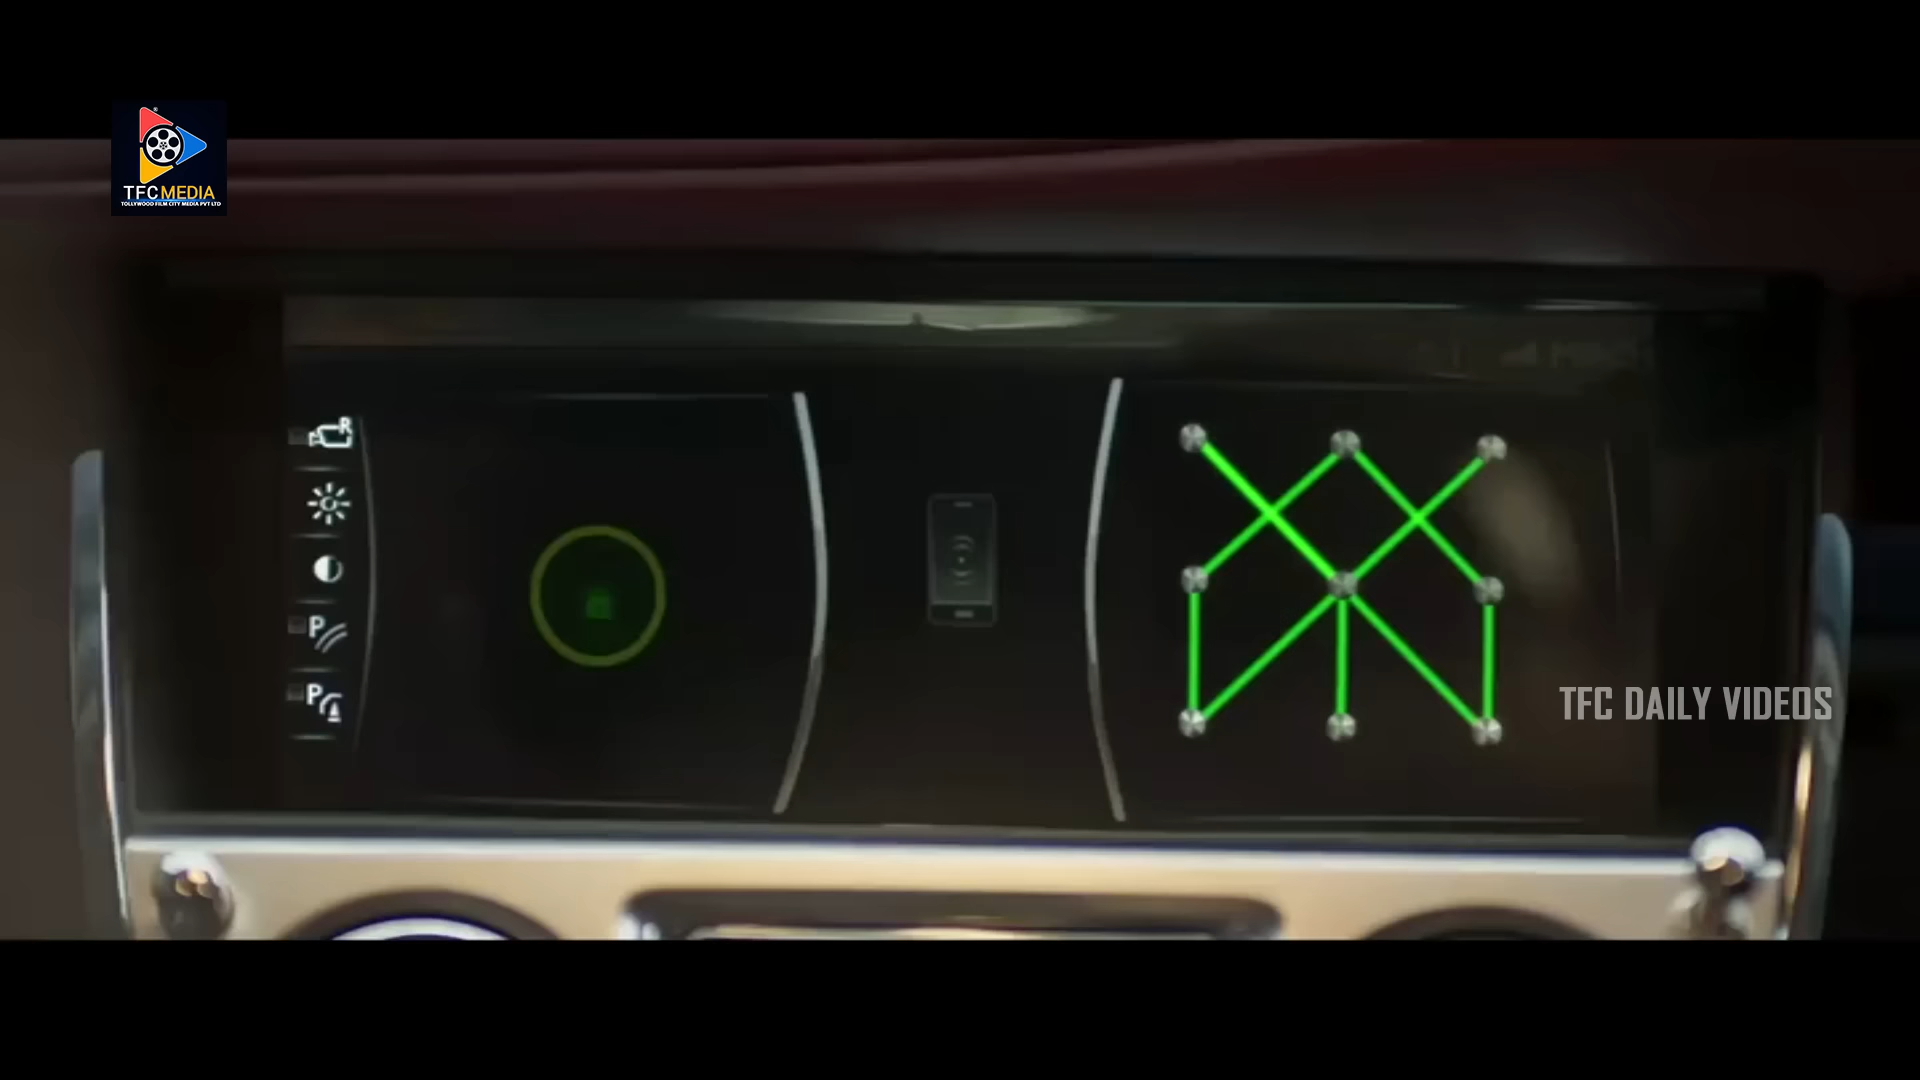 TFC MEDIA
TOLLYWOOD FILM CITY MEDIA PVT LTD
R
P
P
TFC DAILY VIDEOS